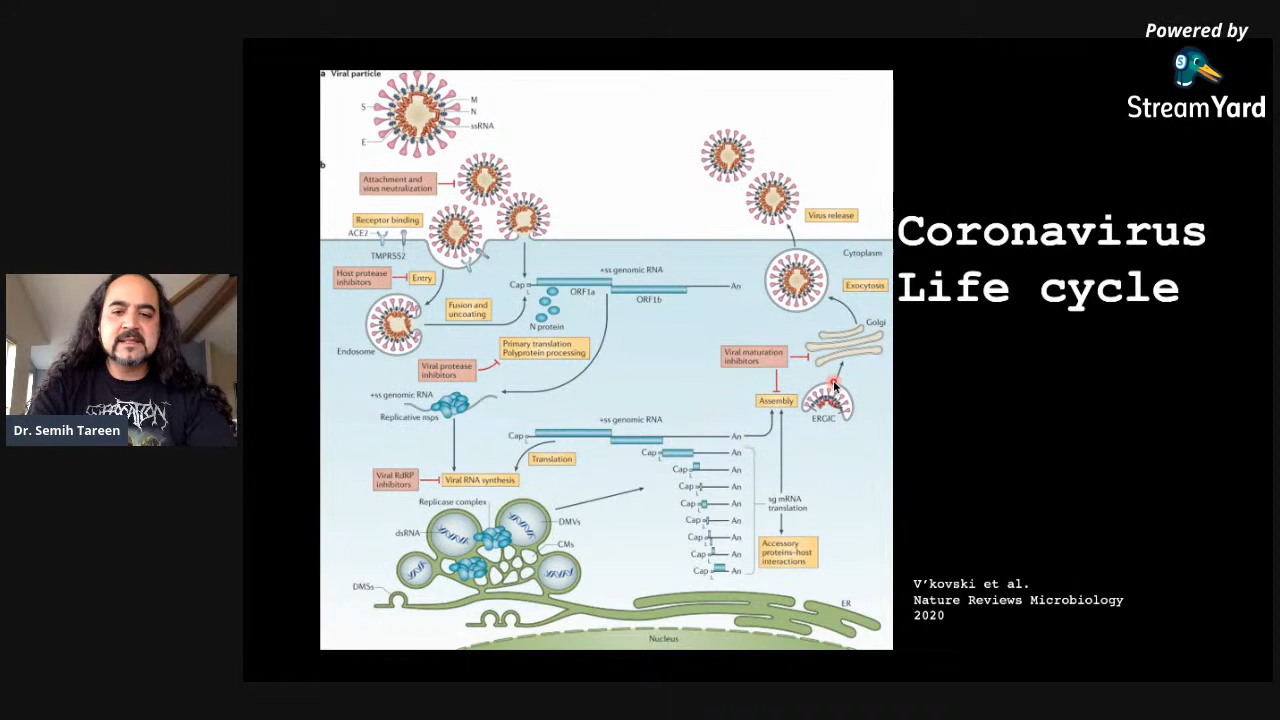 Powered by
StreamYard
a Viral particle
S
M
N
ssRNA
E
b
Attachment and
virus neutralization
Receptor binding
ACE2
TMPRSS2
Host protease
inhibitors
Entry
Fusion and
uncoating
Endosome
Cap
L
+ss genomic RNA
ORF1a
ORF1b
An
N protein
Primary translation
Polyprotein processing
Viral protease
inhibitors
+ss genomic RNA
Replicative nsps
Virus release
Cytoplasm
Exocytosis
Golgi
Viral maturation
inhibitors
Assembly
ERGIC
+ss genomic RNA
Cap
L
An
Translation
Viral RdRP
inhibitors
Viral RNA synthesis
Replicase complex
dsRNA
DMVs
CMs
DMSs
Cap An
L
Cap An
L
Cap An
L
Cap An
L
Cap An
L
Cap An
L
Cap An
L
Cap An
L
sg mRNA
translation
Accessory
proteins–host
interactions
ER
Nucleus
Coronavirus
Life cycle
V'kovski et al.
Nature Reviews Microbiology
2020
Dr. Semih Tareen